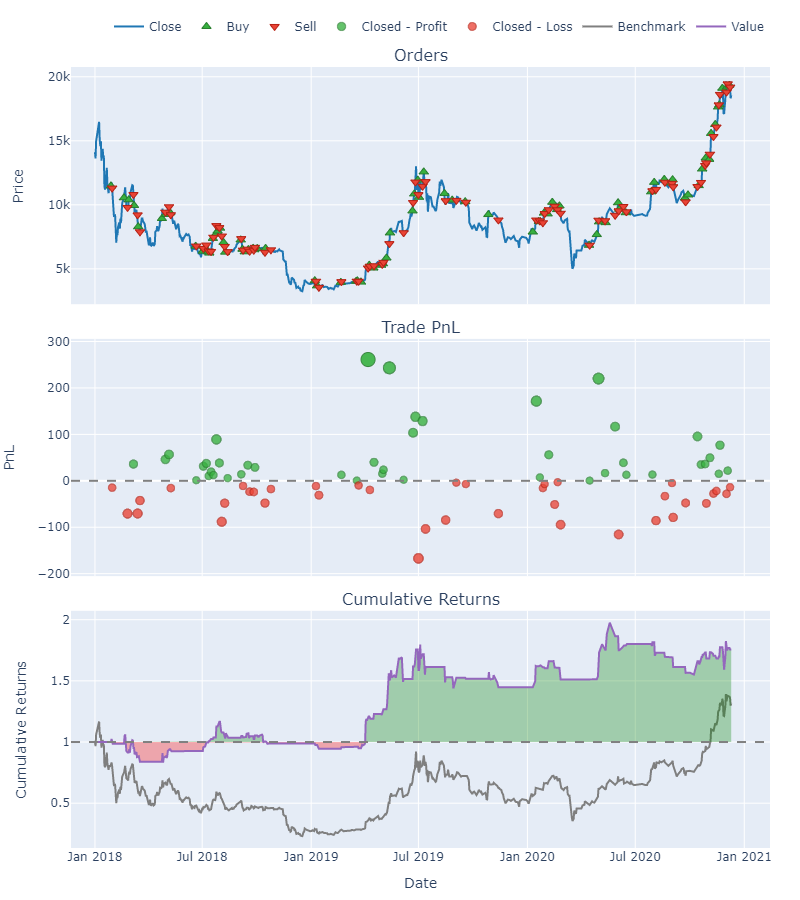 Close Buy Sell Closed - Profit Closed - Loss Benchmark Value
Orders
20k
15k
10k
5k
Price
Trade PnL
300
200
100
0
−100
−200
PnL
Cumulative Returns
2
1.5
1
0.5
Cumulative Returns
Jan 2018 Jul 2018 Jan 2019 Jul 2019 Jan 2020 Jul 2020 Jan 2021
Date